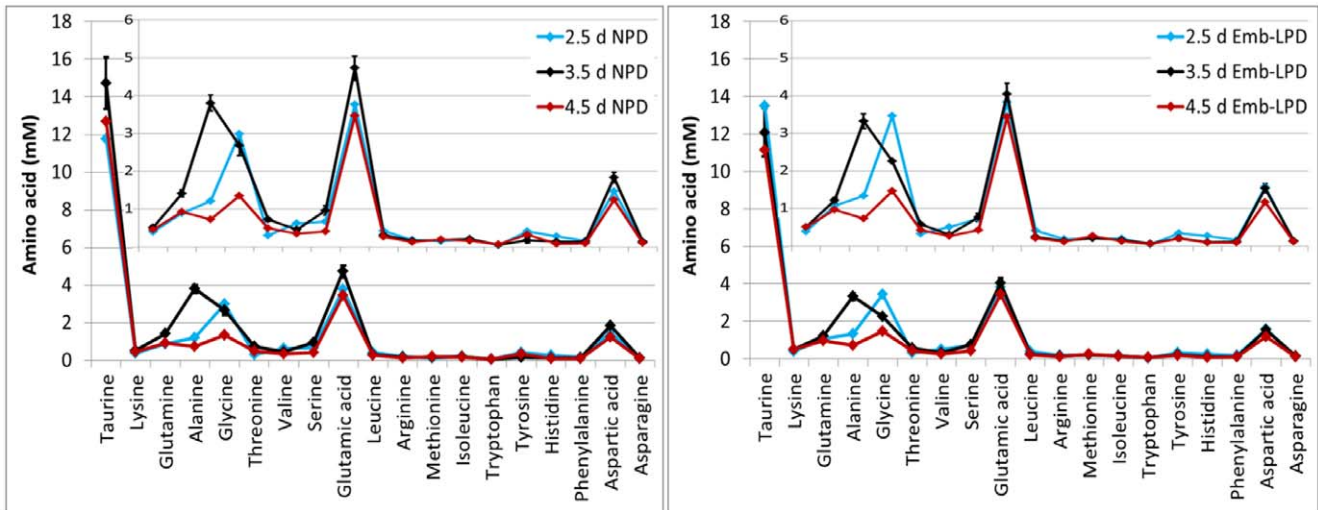 Amino acid (mM)
18
16
14
12
10
8
6
4
2
0
6
5
4
3
2
1
2.5 d NPD
3.5 d NPD
4.5 d NPD
Taurine
Lysine
Glutamine
Alanine
Glycine
Threonine
Valine
Serine
Glutamic acid
Leucine
Arginine
Methionine
Isoleucine
Tryptophan
Tyrosine
Histidine
Phenylalanine
Aspartic acid
Asparagine
Amino acid (mM)
18
16
14
12
10
8
6
4
2
0
6
5
4
3
2
1
2.5 d Emb-LPD
3.5 d Emb-LPD
4.5 d Emb-LPD
Taurine
Lysine
Glutamine
Alanine
Glycine
Threonine
Valine
Serine
Glutamic acid
Leucine
Arginine
Methionine
Isoleucine
Tryptophan
Tyrosine
Histidine
Phenylalanine
Aspartic acid
Asparagine